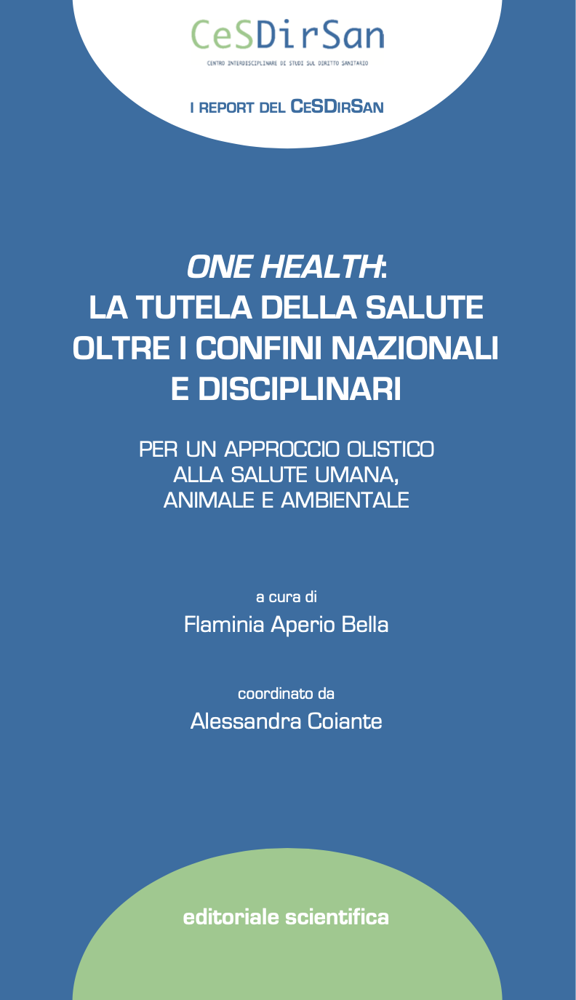 CeSDirSan
CENTRO INTERDISCIPLINARE DI STUDI SUL DIRITTO SANITARIO
I REPORT DEL CESDIRSAN
ONE HEALTH:
LA TUTELA DELLA SALUTE
OLTRE I CONFINI NAZIONALI
E DISCIPLINARI
PER UN APPROCCIO OLISTICO
ALLA SALUTE UMANA,
ANIMALE E AMBIENTALE
a cura di
Flaminia Aperio Bella
coordinato da
Alessandra Coiante
editoriale scientifica